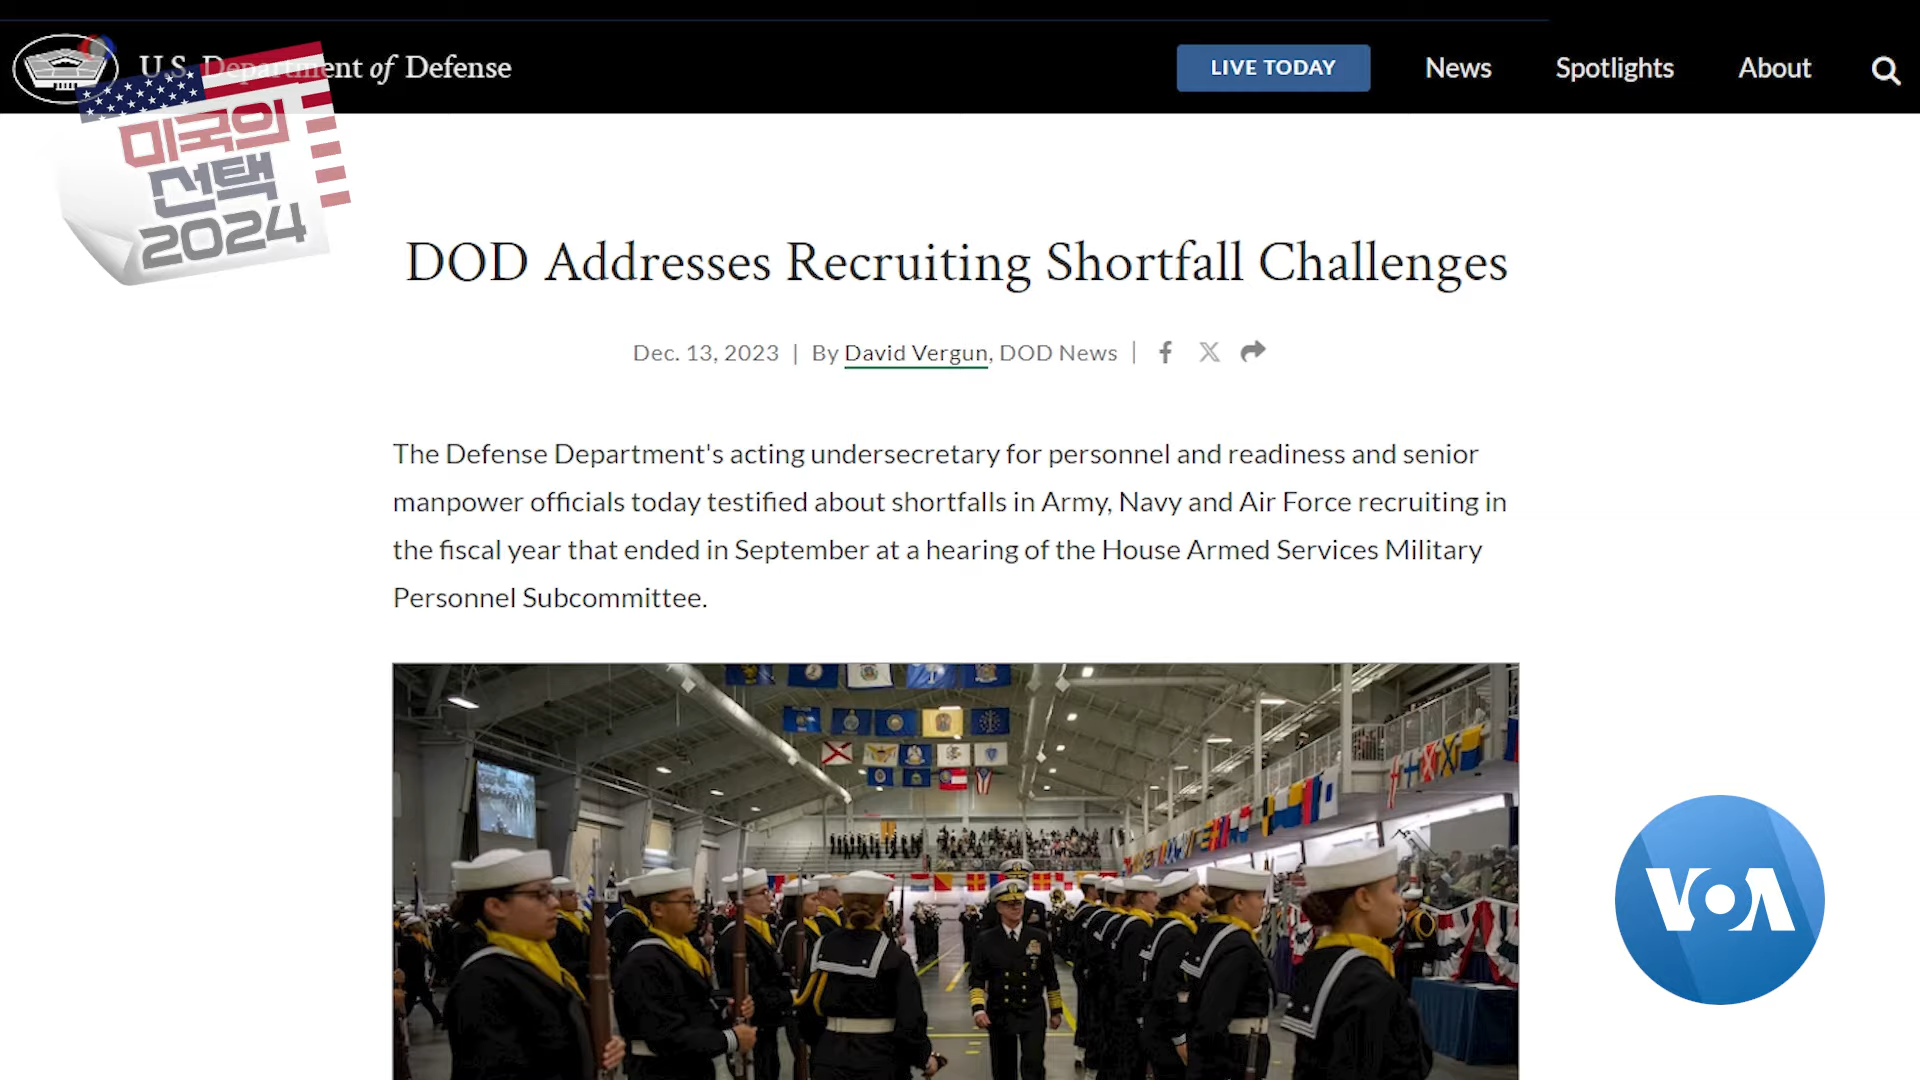 U.S. Department of Defense
LIVE TODAY
News
Spotlights
About
미국의
선택
2024
DOD Addresses Recruiting Shortfall Challenges
Dec. 13, 2023 | By David Vergun, DOD News |
The Defense Department's acting undersecretary for personnel and readiness and senior
manpower officials today testified about shortfalls in Army, Navy and Air Force recruiting in
the fiscal year that ended in September at a hearing of the House Armed Services Military
Personnel Subcommittee.
VOA